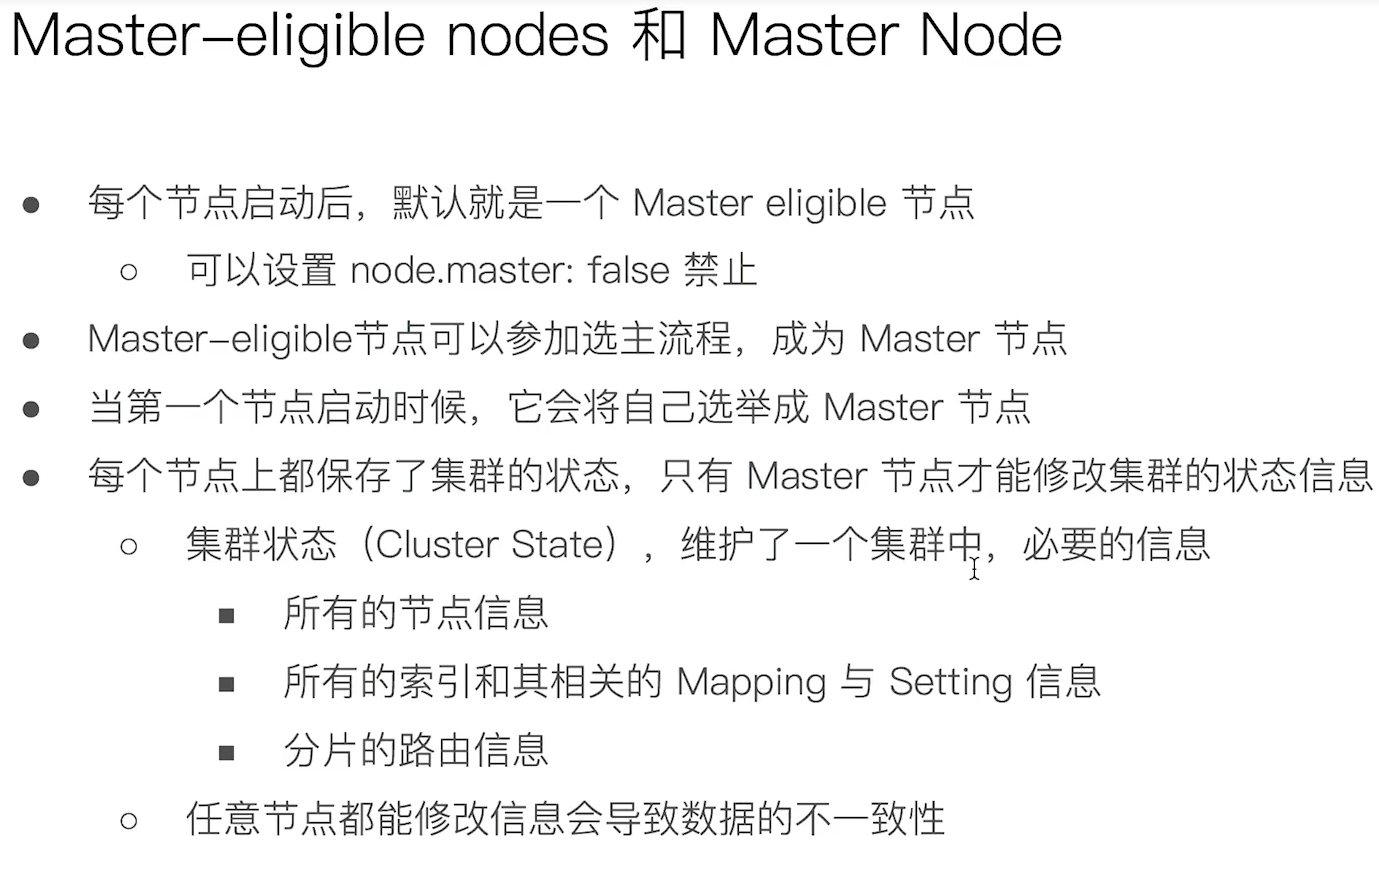 Master-eligible nodes 和 Master Node
● 每个节点启动后，默认就是一个 Master eligible 节点
○ 可以设置 node.master: false 禁止
● Master-eligible节点可以参加选主流程，成为 Master 节点
● 当第一个节点启动时候，它会将自己选举成 Master 节点
● 每个节点上都保存了集群的状态，只有 Master 节点才能修改集群的状态信息
○ 集群状态（Cluster State），维护了一个集群中，必要的信息
■ 所有的节点信息
■ 所有的索引和其相关的 Mapping 与 Setting 信息
■ 分片的路由信息
○ 任意节点都能修改信息会导致数据的不一致性